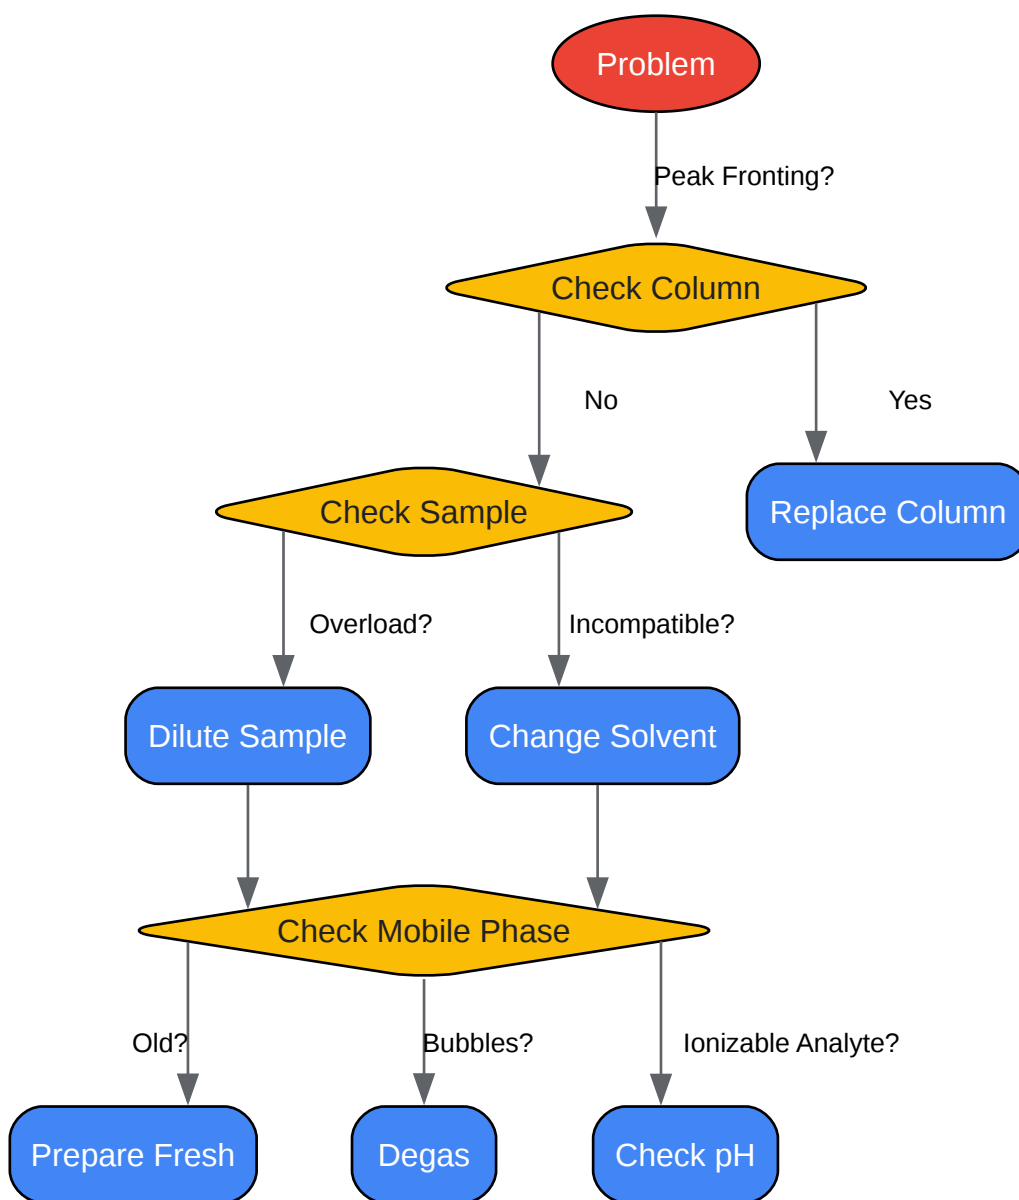 Problem
Peak Fronting?
Check Column
No
Yes
Check Sample
Replace Column
Overload?
Incompatible?
Dilute Sample
Change Solvent
Check Mobile Phase
Old?
Bubbles?
Ionizable Analyte?
Prepare Fresh
Degas
Check pH